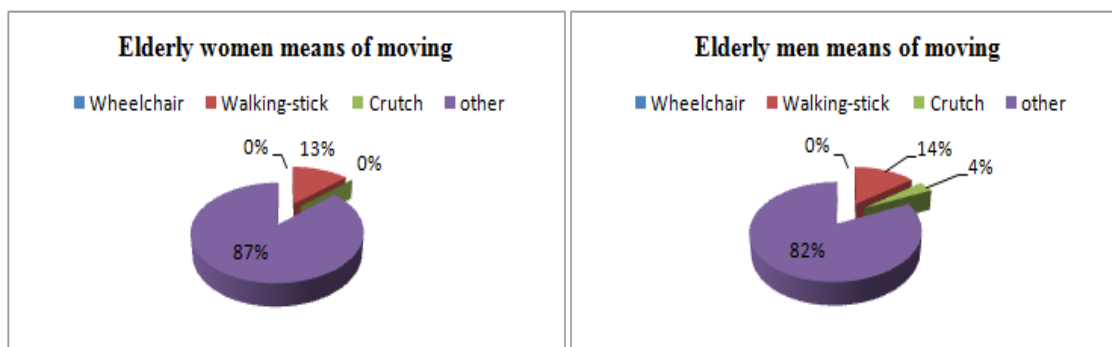 Elderly women means of moving
Wheelchair Walking-stick Crutch other
0% 13% 0%
87%
Elderly men means of moving
Wheelchair Walking-stick Crutch other
0% 14% 4%
82%